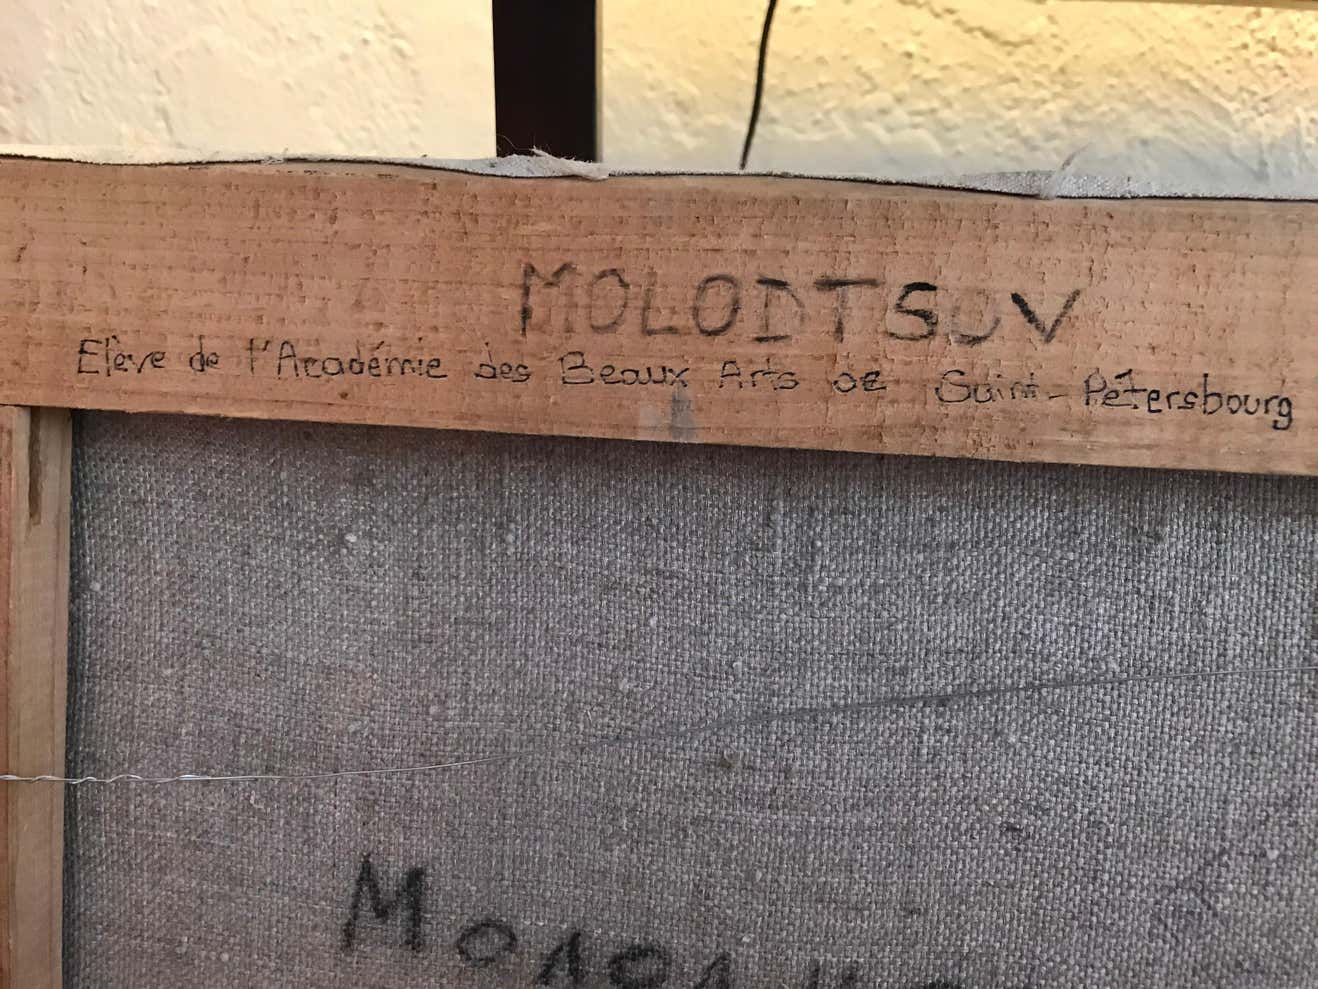 MOLODTSOV
Elève de l'Académie des Beaux Arts de Saint-Pétersbourg